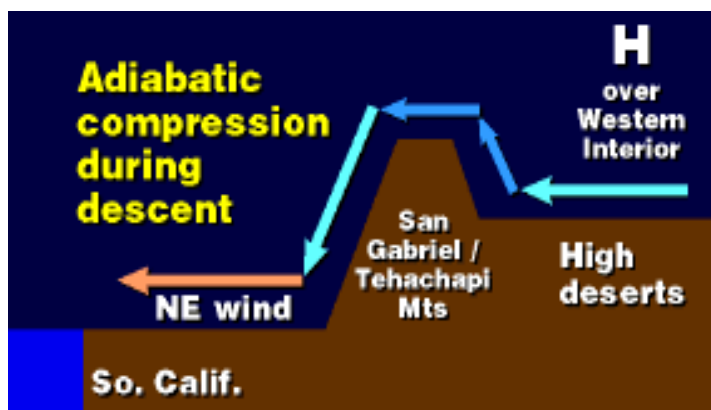 Adiabatic
compression
during
descent
H
over
Western
Interior
San
Gabriel /
Tehachapi
Mts
High
deserts
NE wind
So. Calif.